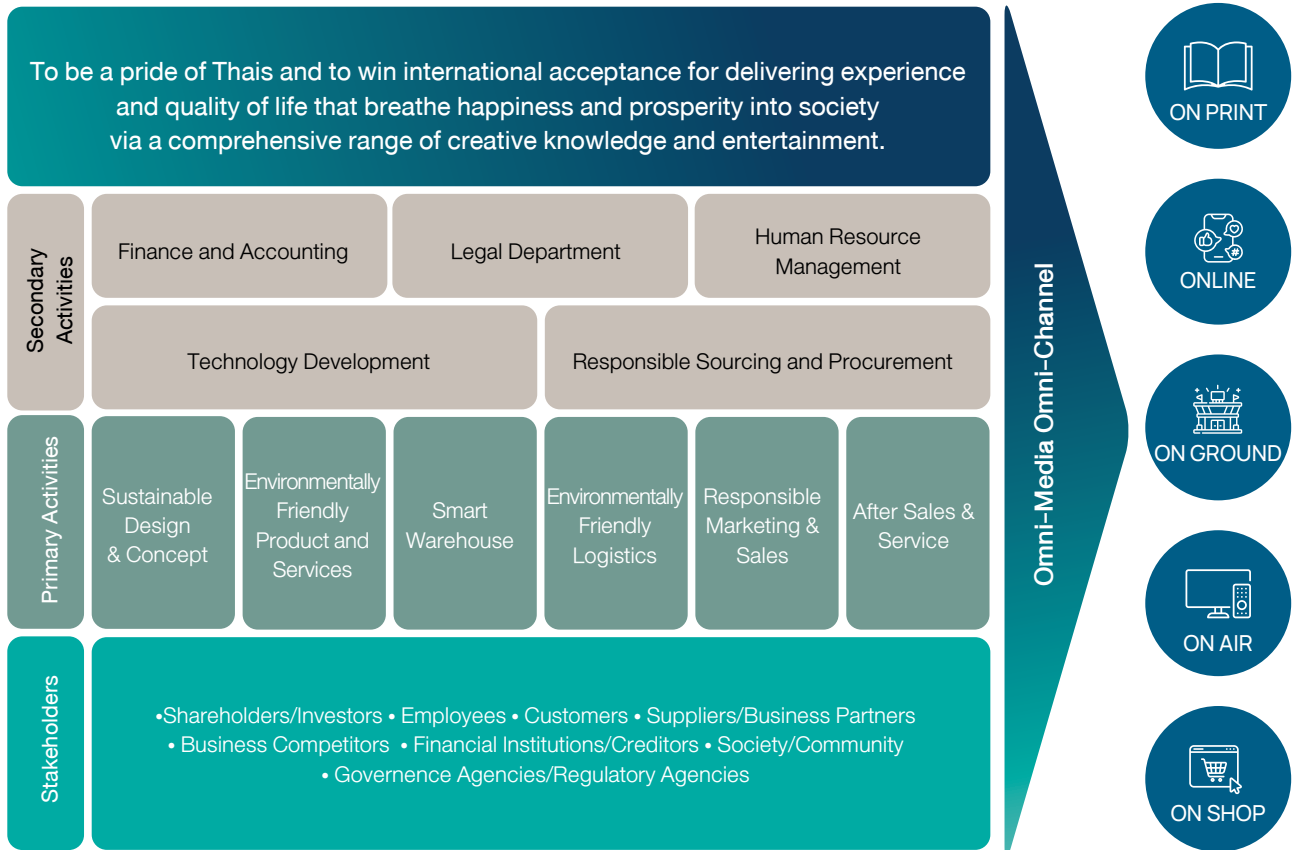 To be a pride of Thais and to win international acceptance for delivering experience
and quality of life that breathe happiness and prosperity into society
via a comprehensive range of creative knowledge and entertainment.
Secondary
Activities
Finance and Accounting
Legal Department
Human Resource
Management
Technology Development
Responsible Sourcing and Procurement
Primary Activities
Sustainable
Design
& Concept
Environmentally
Friendly
Product and
Services
Smart
Warehouse
Environmentally
Friendly
Logistics
Responsible
Marketing &
Sales
After Sales &
Service
Stakeholders
•Shareholders/Investors • Employees • Customers • Suppliers/Business Partners
• Business Competitors • Financial Institutions/Creditors • Society/Community
• Governence Agencies/Regulatory Agencies
Omni-Media Omni-Channel
ON PRINT
#
ONLINE
ON GROUND
ON AIR
ON SHOP